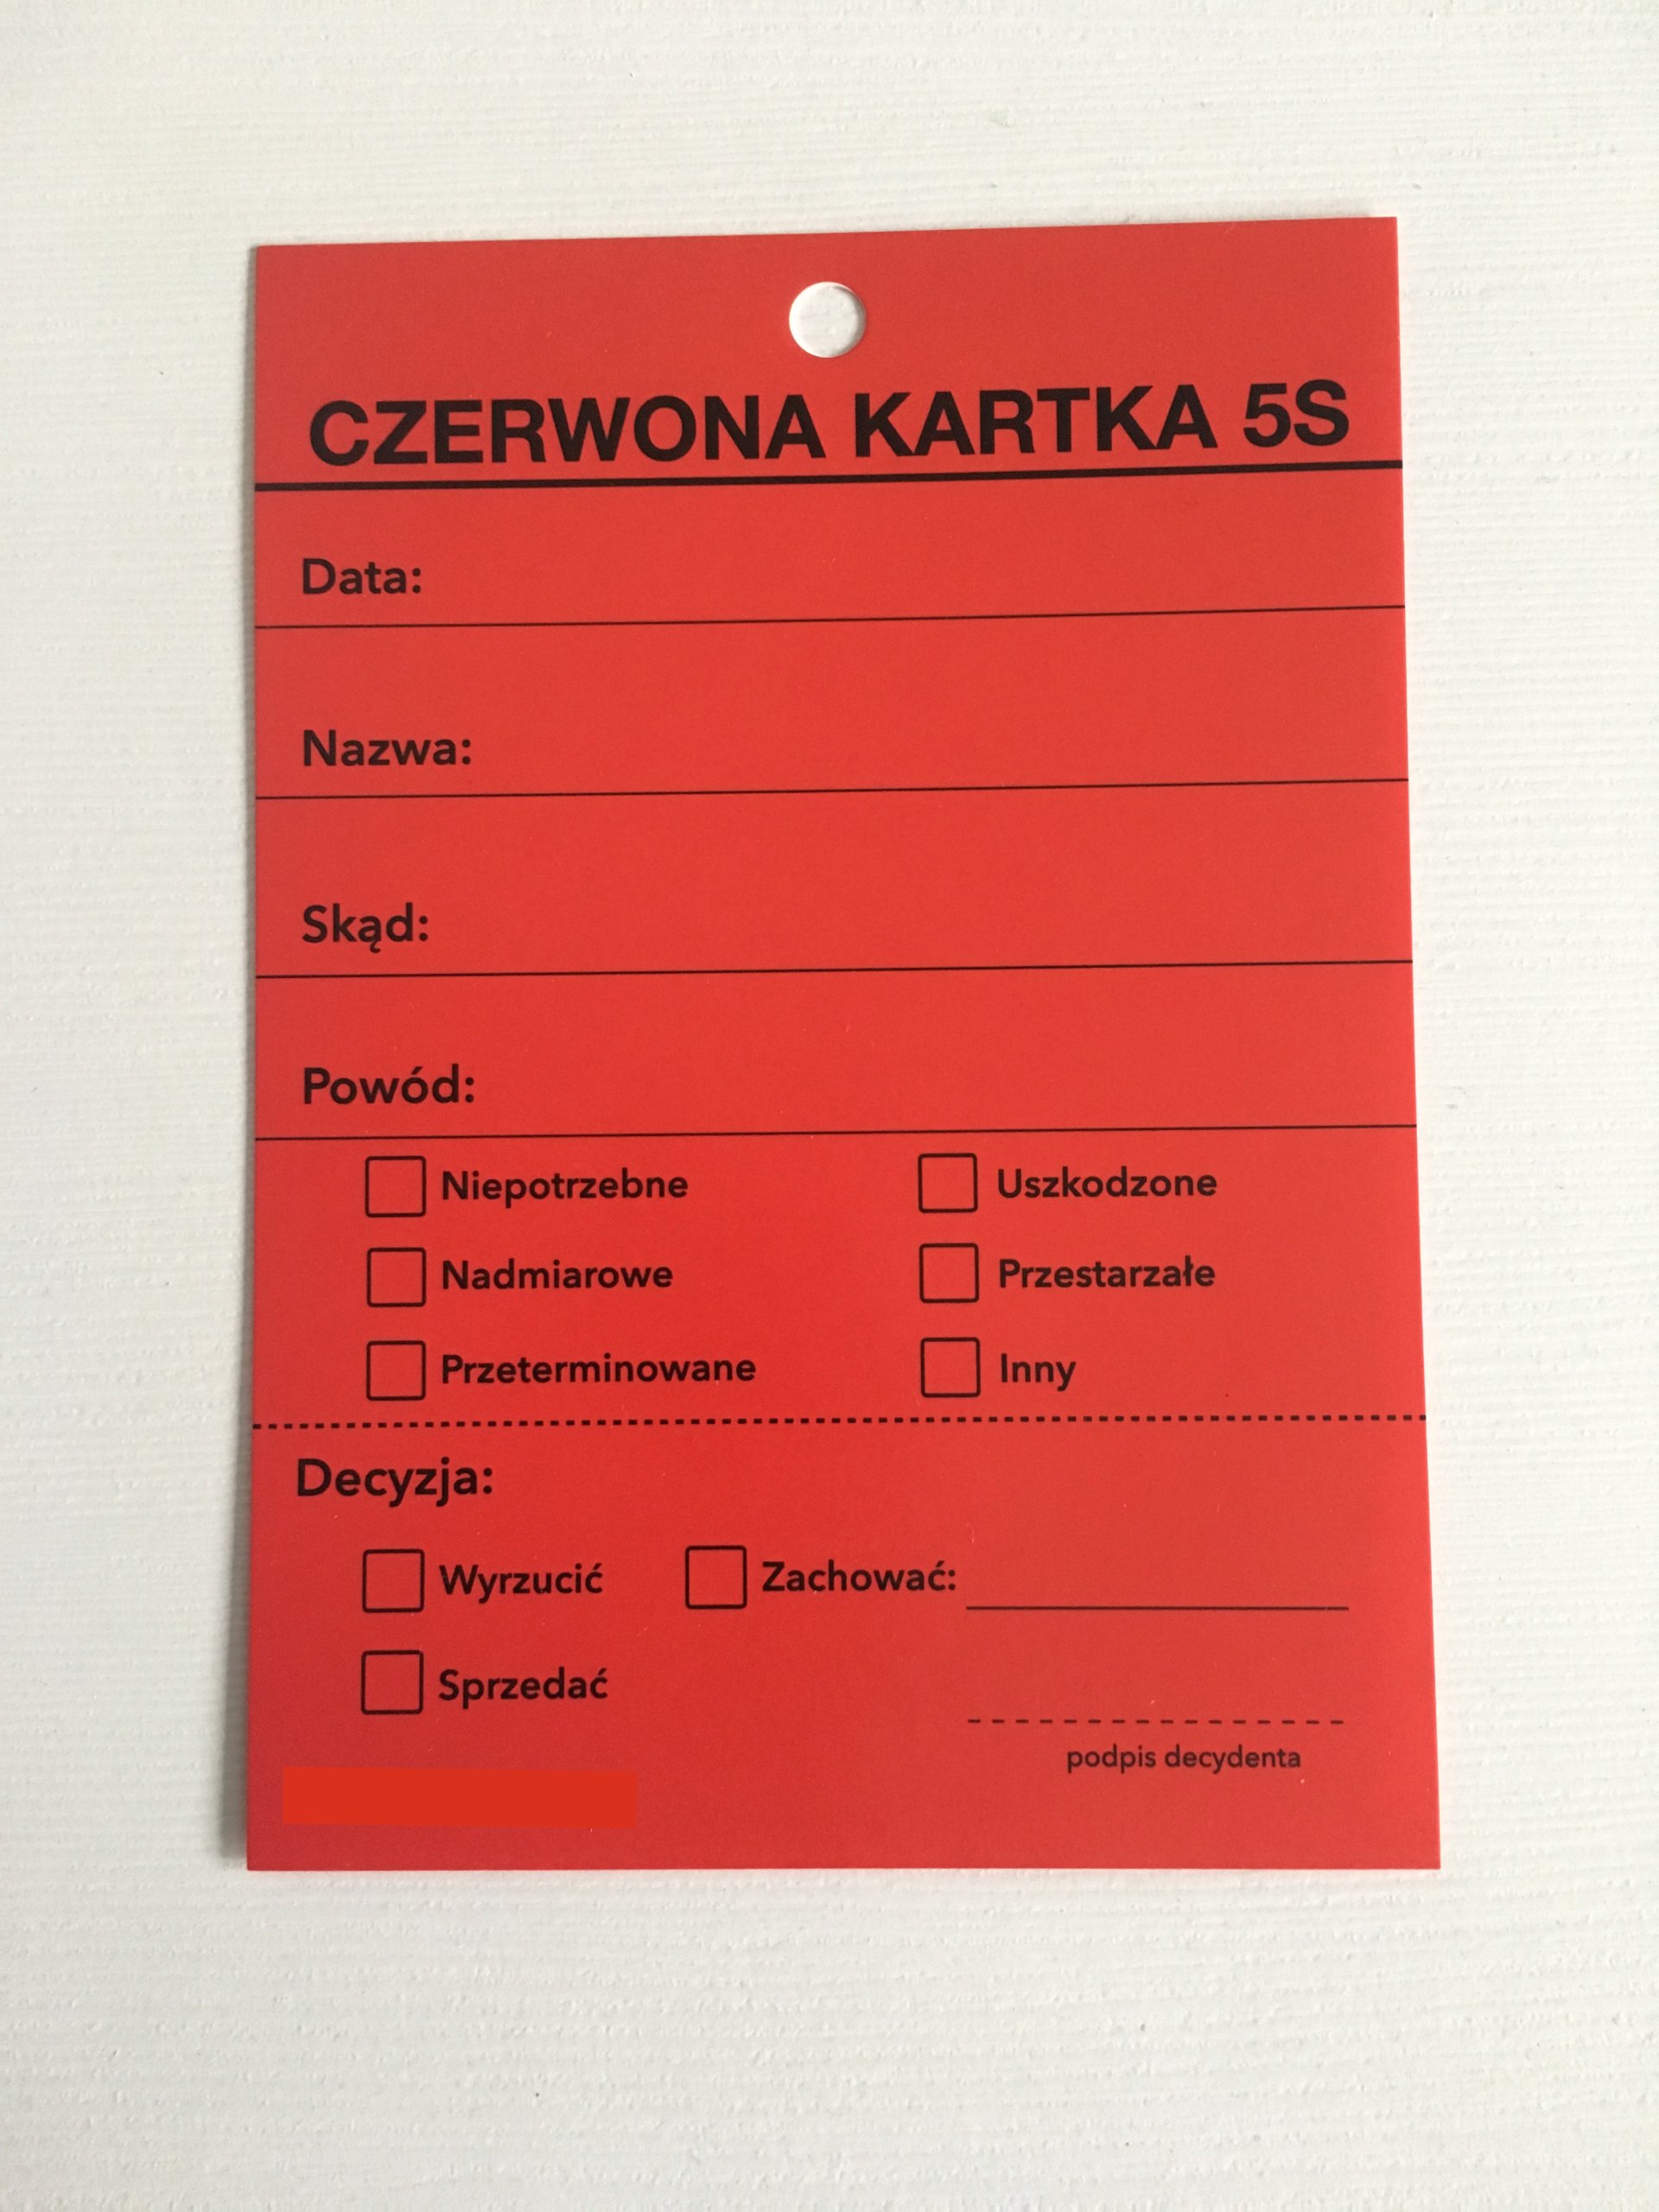 CZERWONA KARTKA 5S
Data:
Nazwa:
Skąd:
Powód:
Niepotrzebne Uszkodzone
Nadmiarowe Przestarzałe
Przeterminowane Inny
Decyzja:
Wyrzucić Zachować:
Sprzedać
podpis decydenta